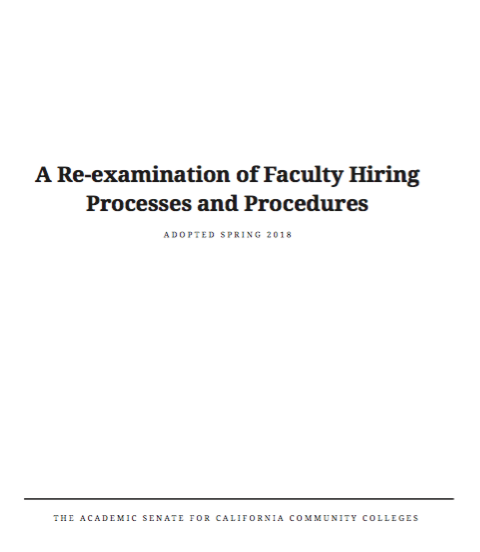 A Re-examination of Faculty Hiring
Processes and Procedures
ADOPTED SPRING 2018
THE ACADEMIC SENATE FOR CALIFORNIA COMMUNITY COLLEGES